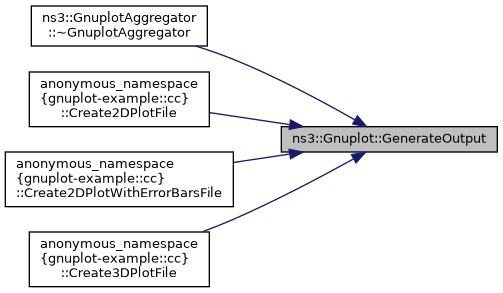 ns3::GnuplotAggregator
::~GnuplotAggregator
anonymous_namespace
{gnuplot-example::cc}
::Create2DPlotFile
ns3::Gnuplot::GenerateOutput
anonymous_namespace
{gnuplot-example::cc}
::Create2DPlotWithErrorBarsFile
anonymous_namespace
{gnuplot-example::cc}
::Create3DPlotFile